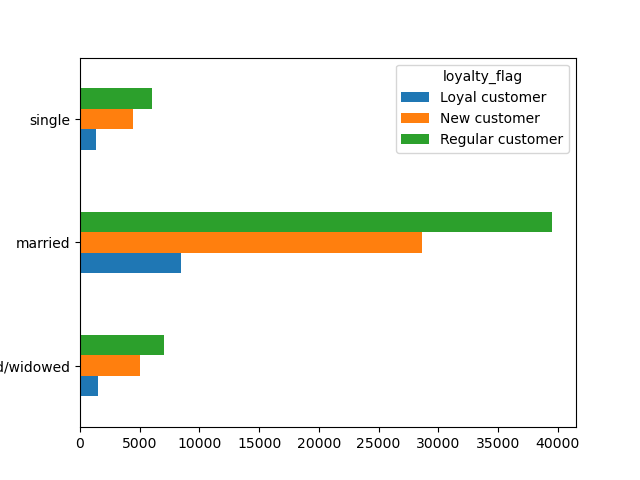 loyalty_flag
Loyal customer
New customer
Regular customer
single
married
d/widowed
0 5000 10000 15000 20000 25000 30000 35000 40000